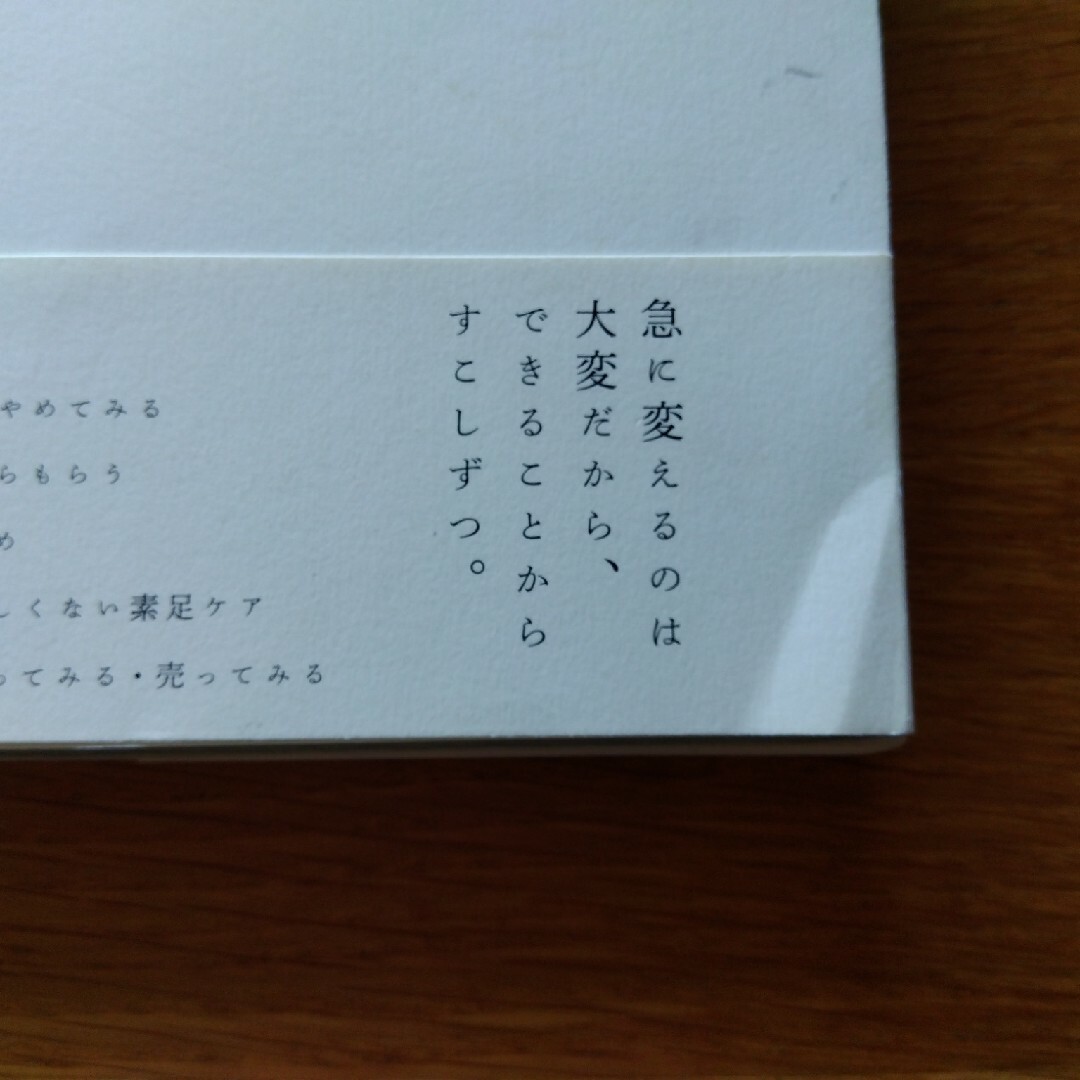 急に変えるのは
大変だから、
できることから
すこしずつ。
やめてみる
らもらう
め
しくない素足ケア
ってみる・売ってみる